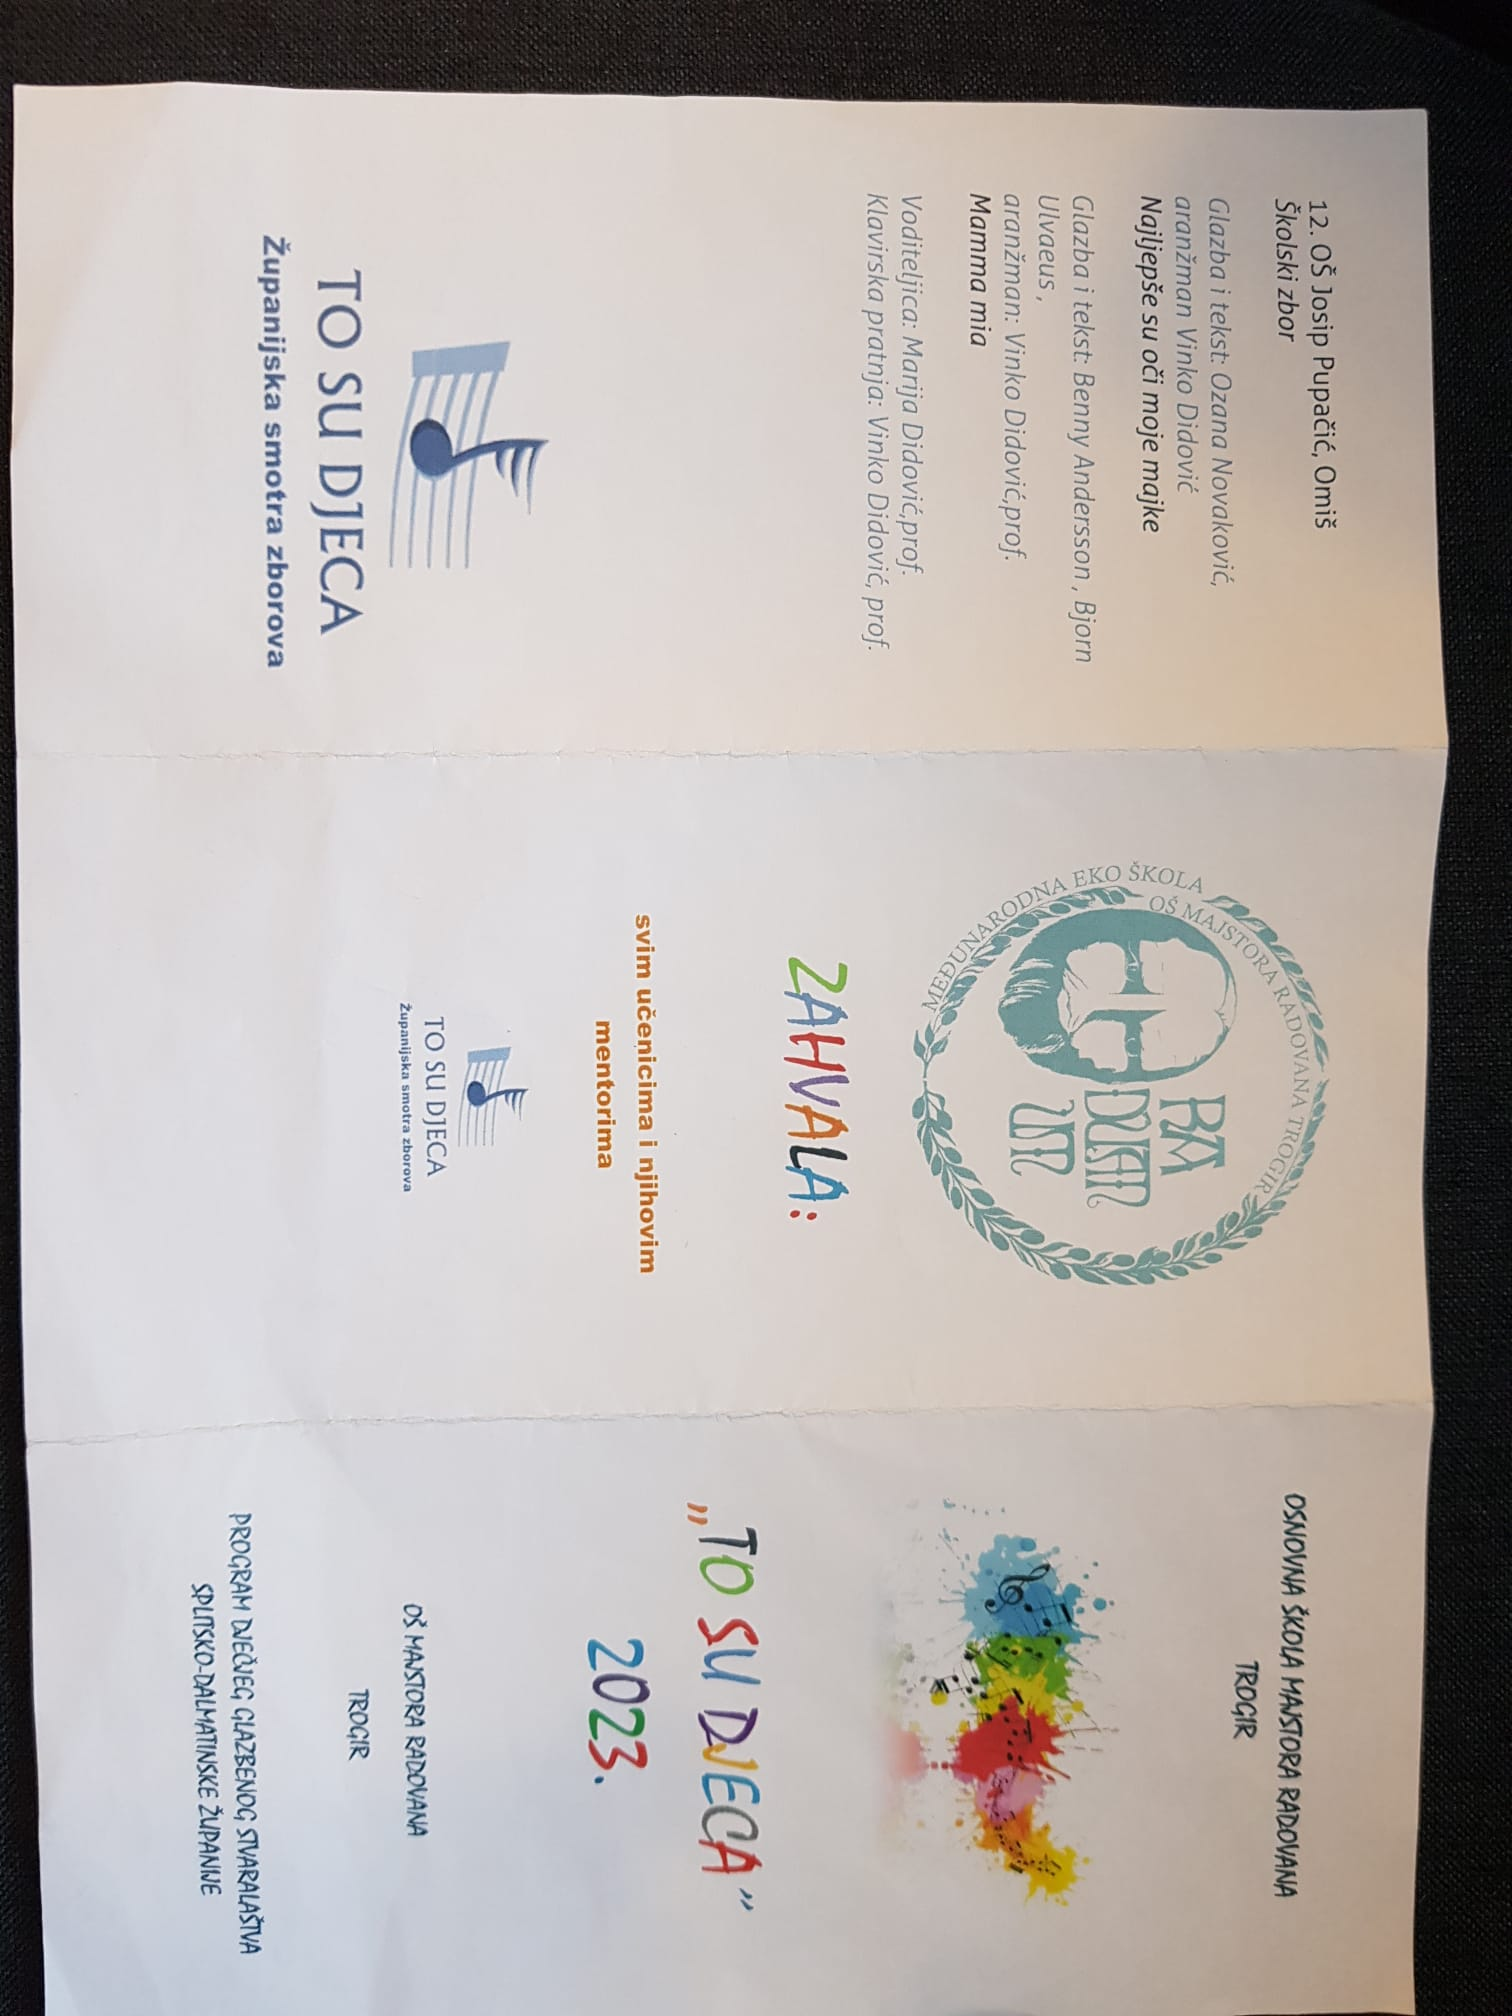 12. OŠ Josip Pupačić, Omiš
Školski zbor
Glazba i tekst: Ozana Novaković,
aranžman Vinko Didović
Najljepše su oči moje majke
Glazba i tekst: Benny Andersson , Bjorn
Ulvaeus ,
aranžman: Vinko Didović,prof.
Mamma mia
Voditeljica: Marija Didović,prof.
Klavirska pratnja: Vinko Didović, prof.
TO SU DJECA
Županijska smotra zborova
MEĐUNARODNA EKO ŠKOLA
OŠ MAJSTORA RADOVANA TROGIR
RA
DUAN
UM
ZAHVALA:
svim učenicima i njihovim
mentorima
TO SU DJECA
Županijska smotra zborova
OSNOVNA ŠKOLA MAJSTORA RADOVANA
TROGIR
„TO SU DJECA”
2023.
OŠ MAJSTORA RADOVANA
TROGIR
PROGRAM DJEČJEG GLAZBENOG STVARALAŠTVA
SPLITSKO-DALMATINSKE ŽUPANIJE